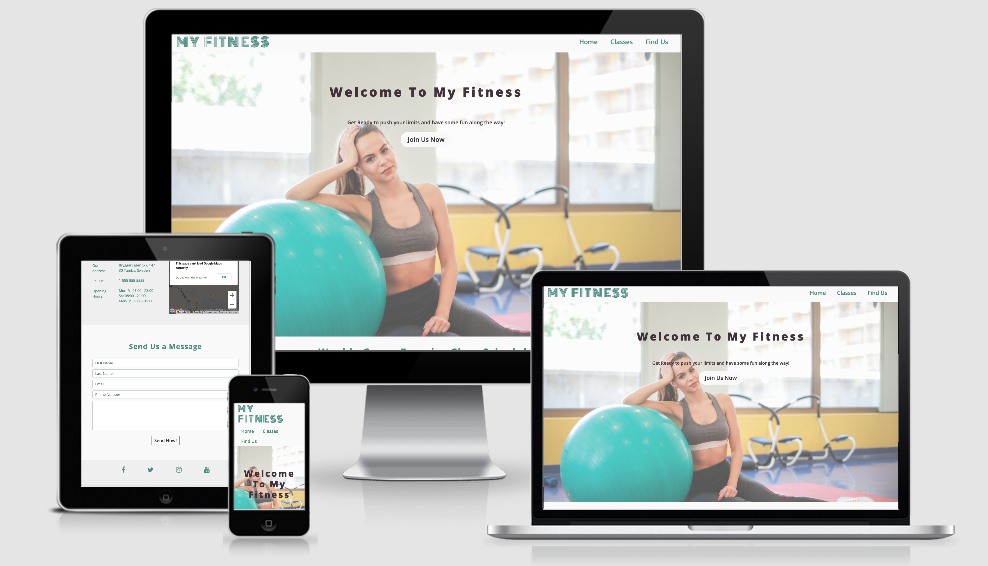 MY FITNESS
Home Classes Find Us
Welcome To My Fitness
Get Ready to push your limits and have some fun along the way!
Join Us Now
Send Us a Message
Last Name
Send Now!
MY
FITNESS
Home Classes
Find Us
Welcome
To My
Fitness
MY FITNESS
Home Classes Find Us
Welcome To My Fitness
Get Ready to push your limits and have some fun along the way!
Join Us Now